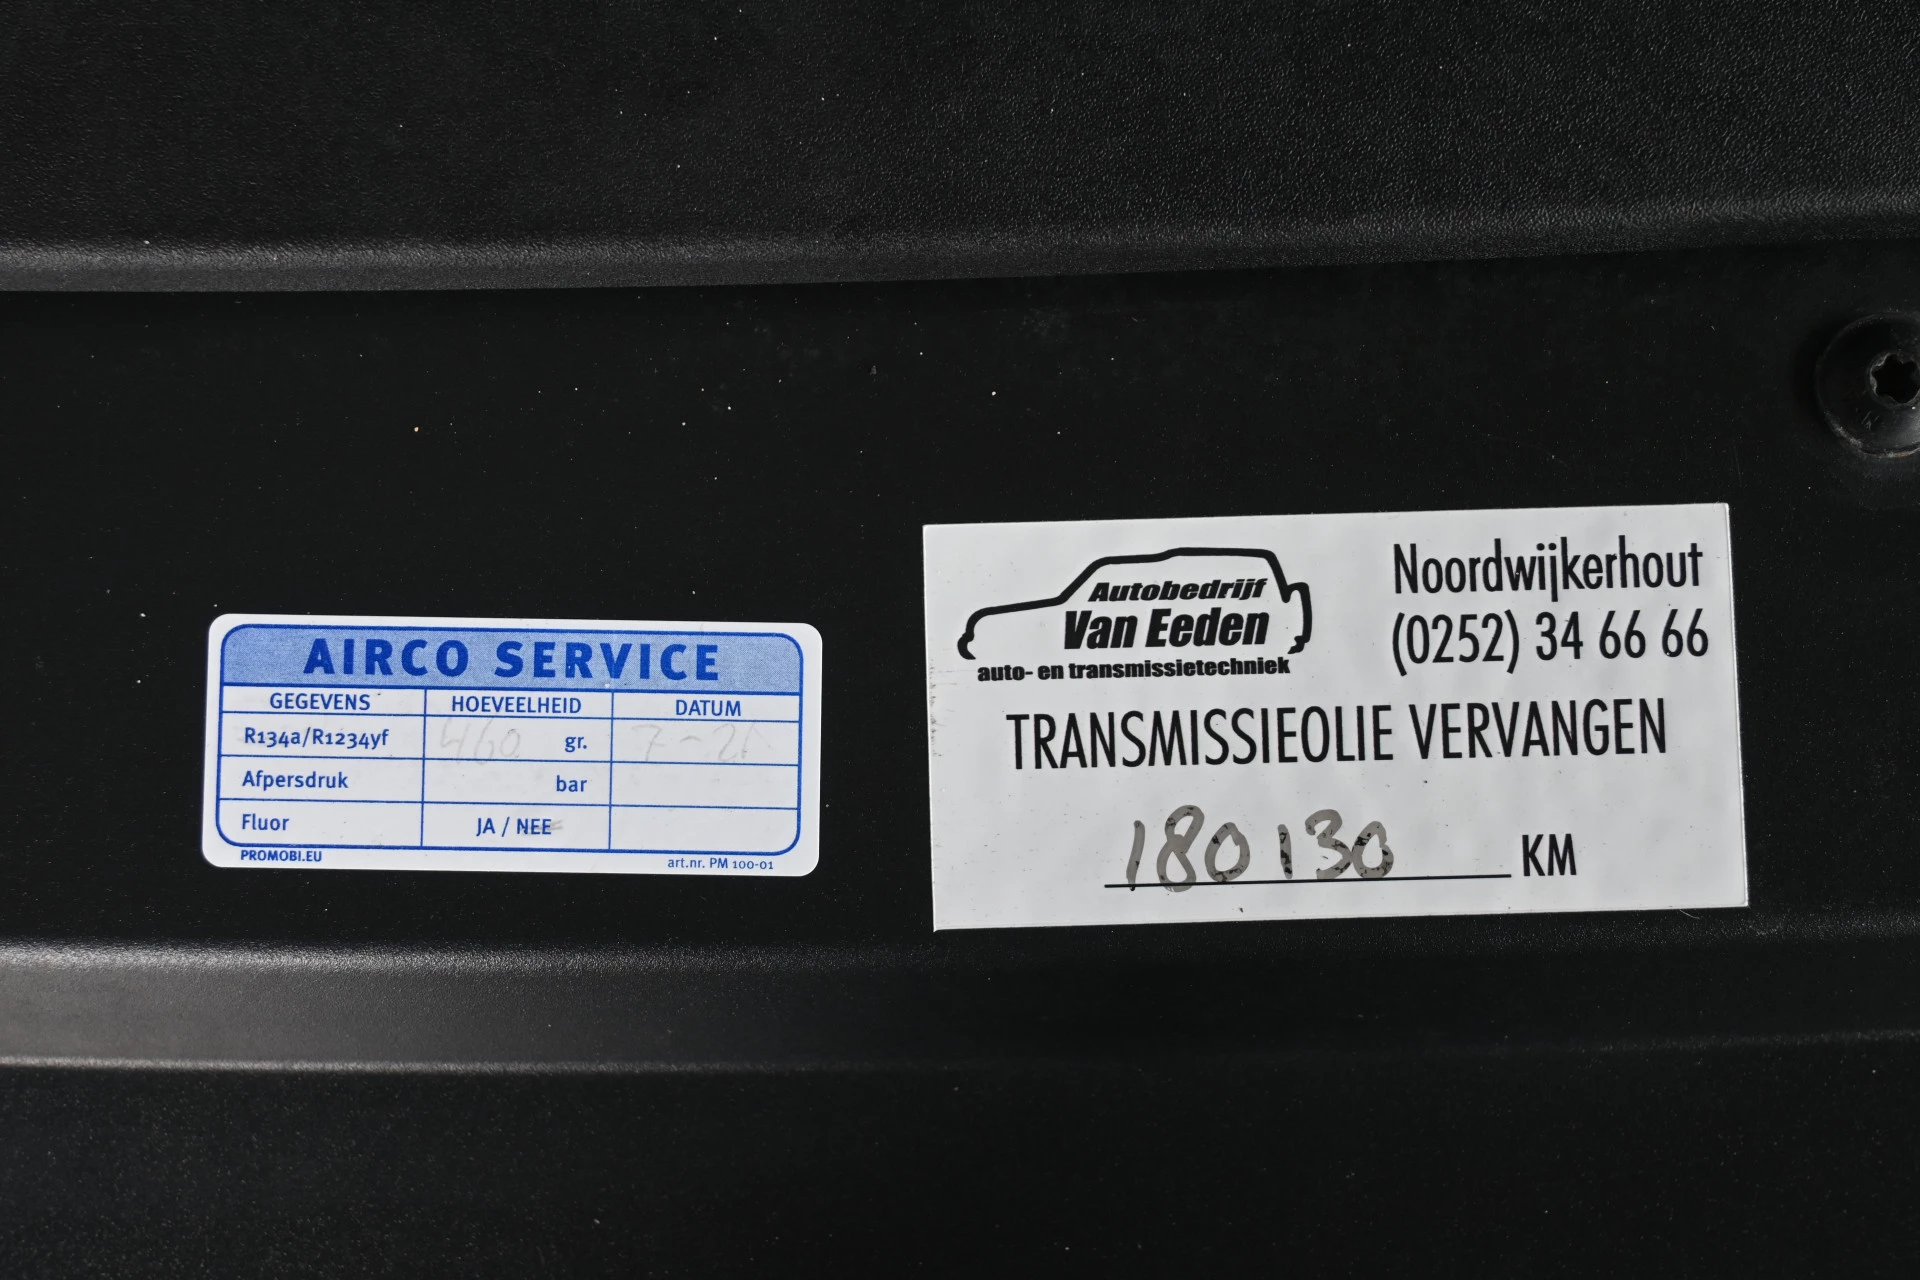 AIRCO SERVICE
GEGEVENS HOEVEELHEID DATUM
R134a/R1234yf 460 gr. 7-21
Afpersdruk bar
Fluor JA / NEE
PROMOBI.EU art.nr. PM 100-01
Autobedrijf
Van Eeden
auto- en transmissietechniek
Noordwijkerhout
(0252) 34 66 66
TRANSMISSIEOLIE VERVANGEN
180130 KM